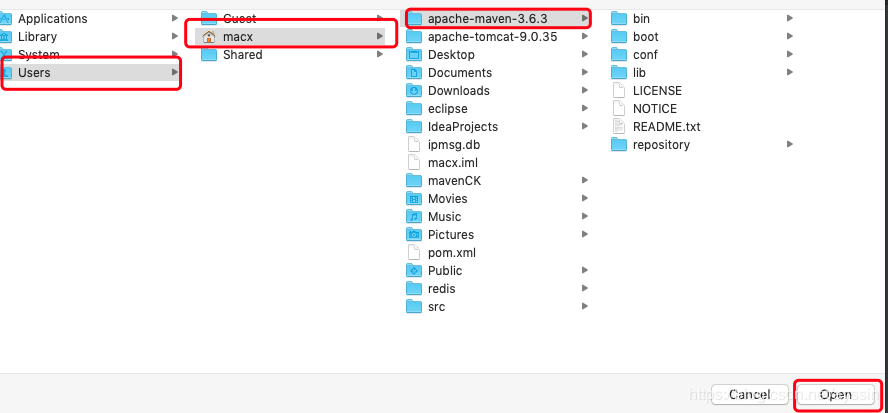 Applications
Library
System
Users
Guest
macx
Shared
apache-maven-3.6.3
apache-tomcat-9.0.35
Desktop
Documents
Downloads
eclipse
IdeaProjects
ipmsg.db
macx.iml
mavenCK
Movies
Music
Pictures
pom.xml
Public
redis
src
bin
boot
conf
lib
LICENSE
NOTICE
README.txt
repository
Cancel
Open